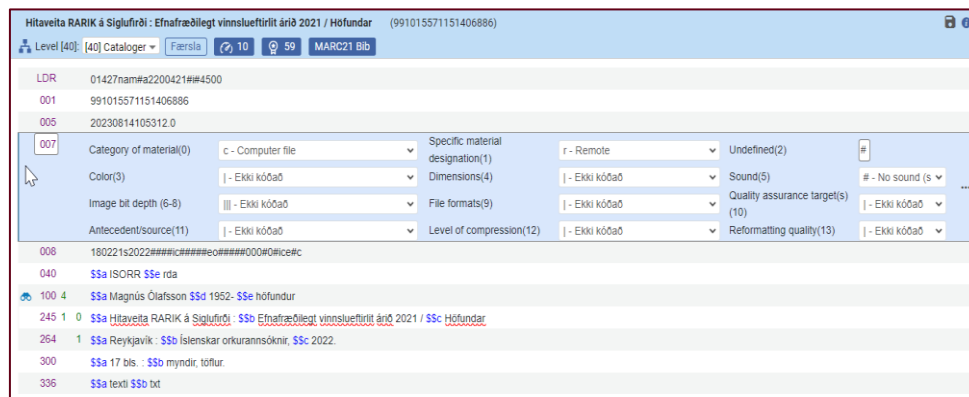 Hitaveita RARIK á Siglufirði : Efnafræðilegt vinnslueftirlit árið 2021 / Höfundar (991015571151406886)
Level [40]: [40] Cataloger Færsla 10 59 MARC21 Bib
LDR 01427nam#a2200421#i#4500
001 991015571151406886
005 20230814105312.0
007 Category of material(0) c - Computer file Specific material designation(1) r - Remote Undefined(2) #
Color(3) | - Ekki kóðað Dimensions(4) | - Ekki kóðað Sound(5) # - No sound (s
Image bit depth (6-8) ||| - Ekki kóðað File formats(9) | - Ekki kóðað Quality assurance target(s) (10) | - Ekki kóðað
Antecedent/source(11) | - Ekki kóðað Level of compression(12) | - Ekki kóðað Reformatting quality(13) | - Ekki kóðað
008 180221s2022####ic#####eo#####000#0#ice#c
040 $$a ISORR $$e rda
100 4 $$a Magnús Ólafsson $$d 1952- $$e höfundur
245 1 0 $$a Hitaveita RARIK á Siglufirði : $$b Efnafræðilegt vinnslueftirlit árið 2021 / $$c Höfundar
264 1 $$a Reykjavík : $$b Íslenskar orkurannsóknir, $$c 2022.
300 $$a 17 bls. : $$b myndir, töflur.
336 $$a texti $$b txt